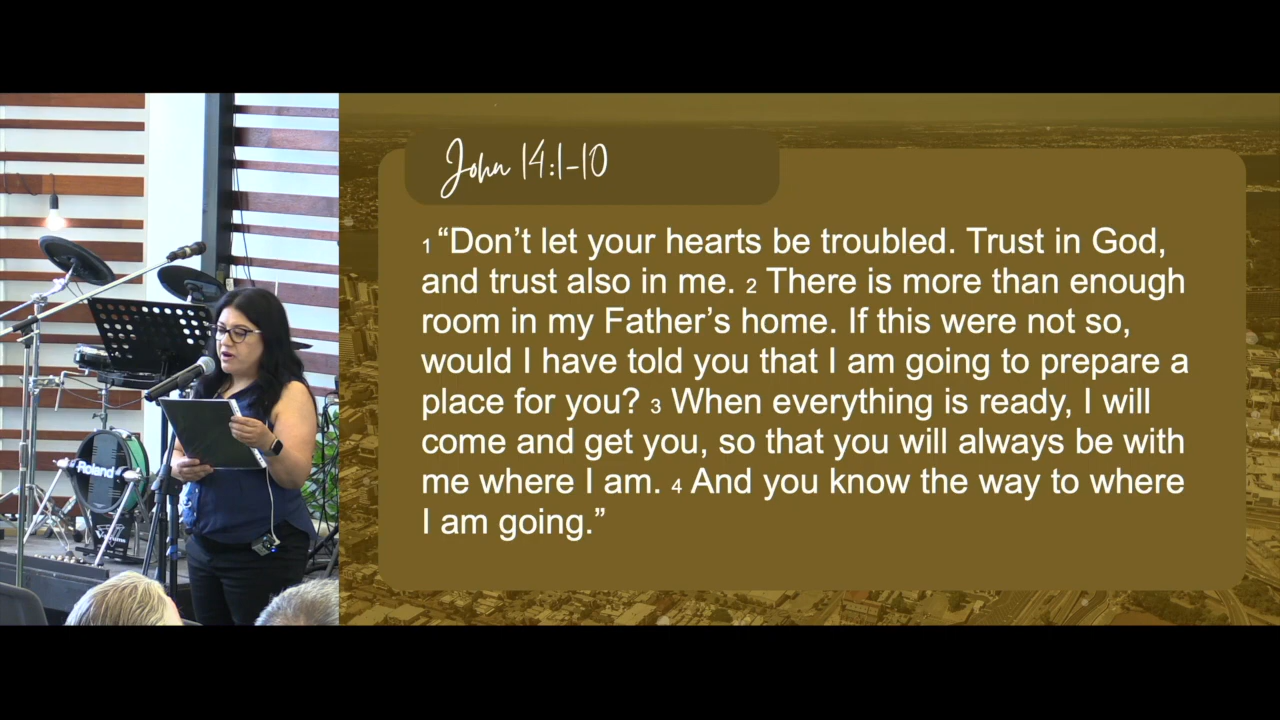 John 14:1-10
1 “Don’t let your hearts be troubled. Trust in God,
and trust also in me. 2 There is more than enough
room in my Father’s home. If this were not so,
would I have told you that I am going to prepare a
place for you? 3 When everything is ready, I will
come and get you, so that you will always be with
me where I am. 4 And you know the way to where
I am going.”
Roland